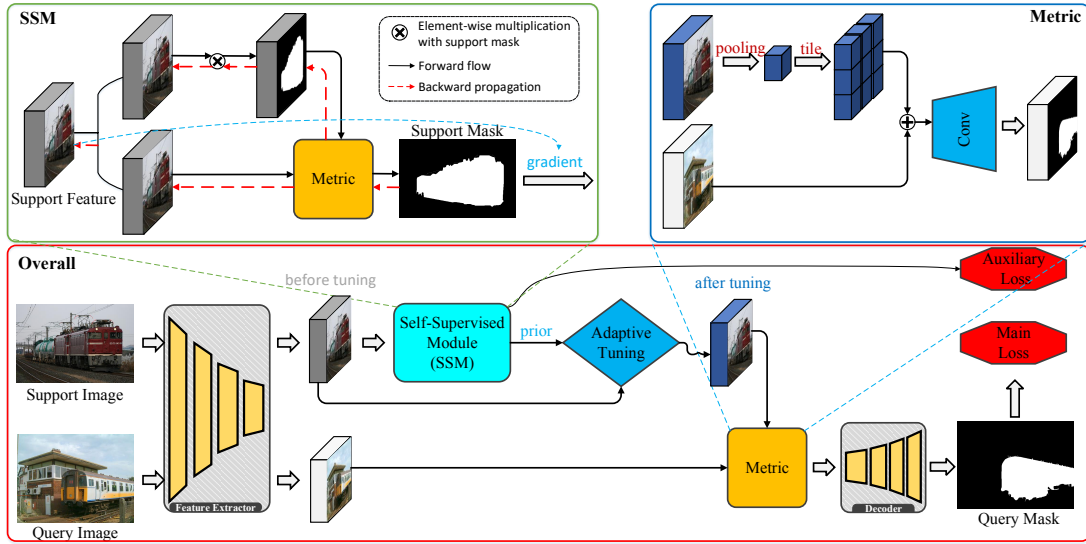 SSM
Element-wise multiplication
with support mask
Forward flow
Backward propagation
Support Feature
Metric
Support Mask
gradient
Metric
pooling
tile
Conv
Overall
before tuning
after tuning
Auxiliary
Loss
Self-Supervised
Module
(SSM)
prior
Adaptive
Tuning
Main
Loss
Support Image
Metric
Feature Extractor
Decoder
Query Image
Query Mask